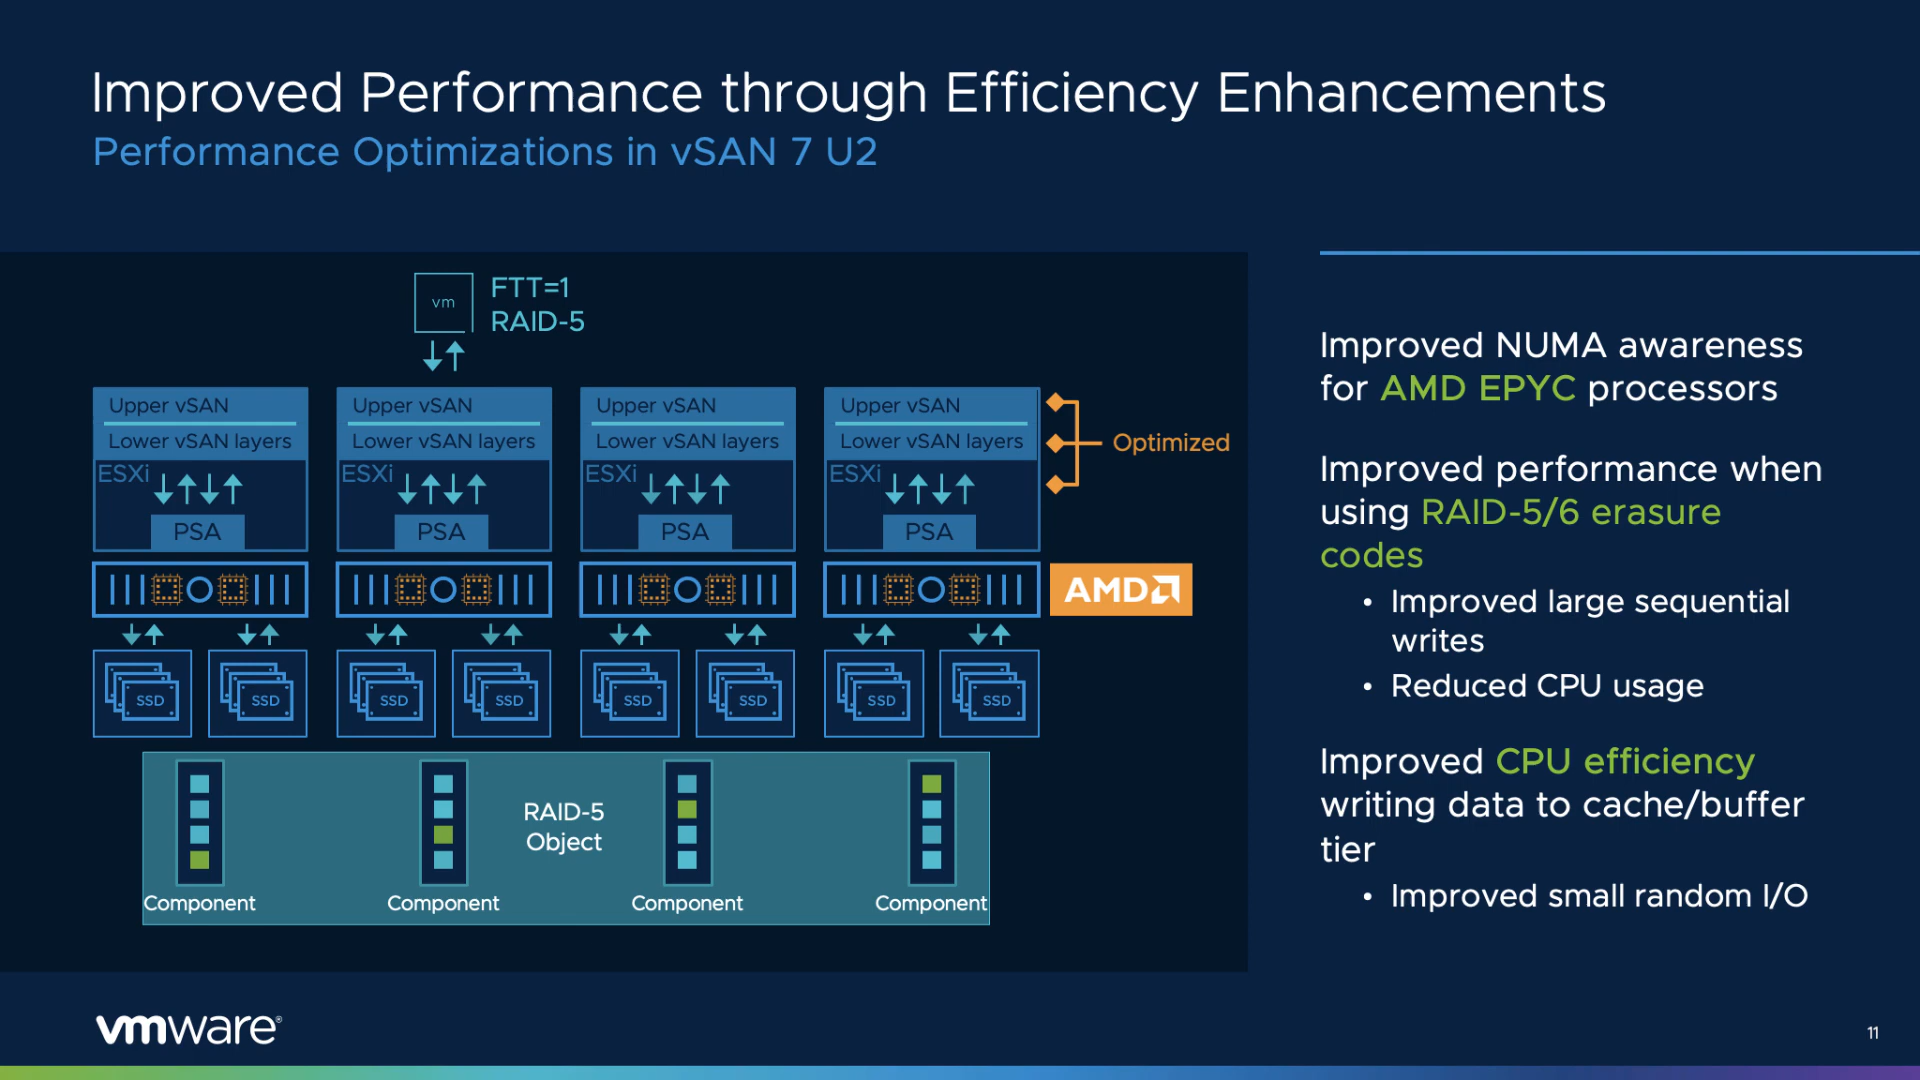 Improved Performance through Efficiency Enhancements
Performance Optimizations in vSAN 7 U2
vm
FTT=1
RAID-5
Upper vSAN
Lower vSAN layers
ESXi
PSA
Upper vSAN
Lower vSAN layers
ESXi
PSA
Upper vSAN
Lower vSAN layers
ESXi
PSA
Upper vSAN
Lower vSAN layers
ESXi
PSA
Optimized
AMD
SSD
SSD
SSD
SSD
SSD
SSD
SSD
SSD
RAID-5
Object
Component
Component
Component
Component
Improved NUMA awareness
for AMD EPYC processors
Improved performance when
using RAID-5/6 erasure
codes
• Improved large sequential
writes
• Reduced CPU usage
Improved CPU efficiency
writing data to cache/buffer
tier
• Improved small random I/O
vmware®
11